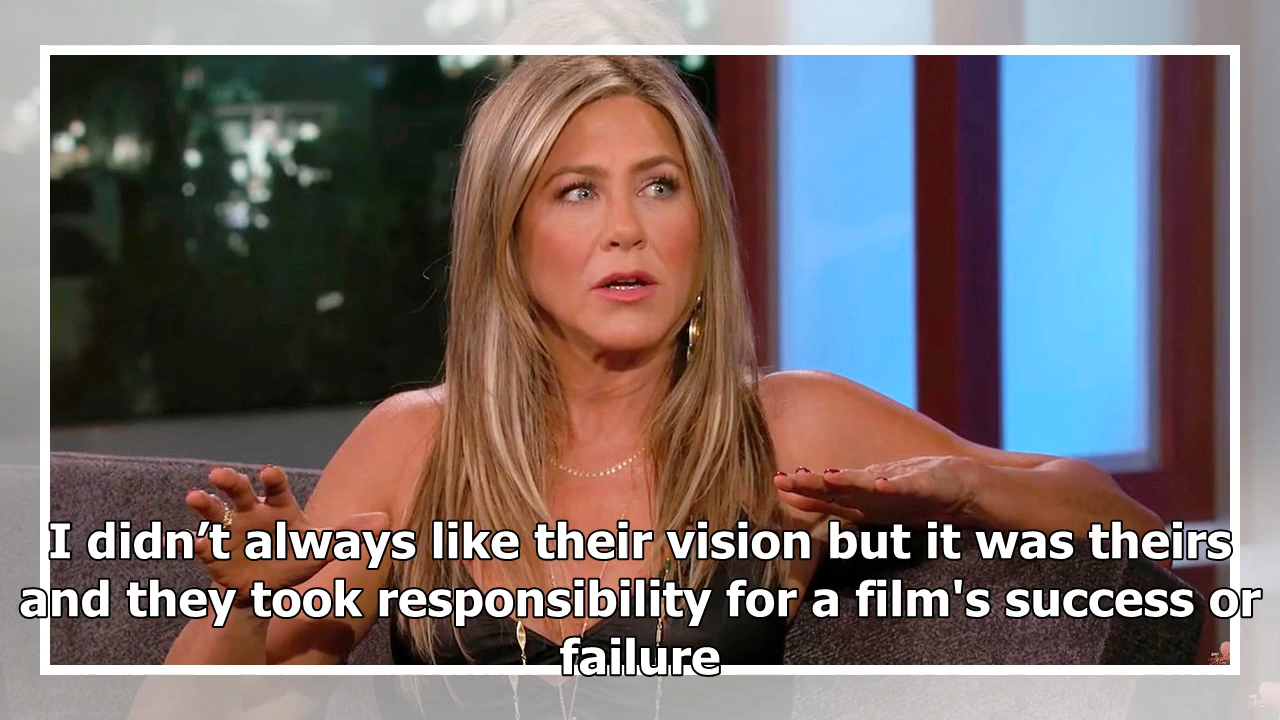 I didn’t always like their vision but it was theirs
and they took responsibility for a film's success or
failure